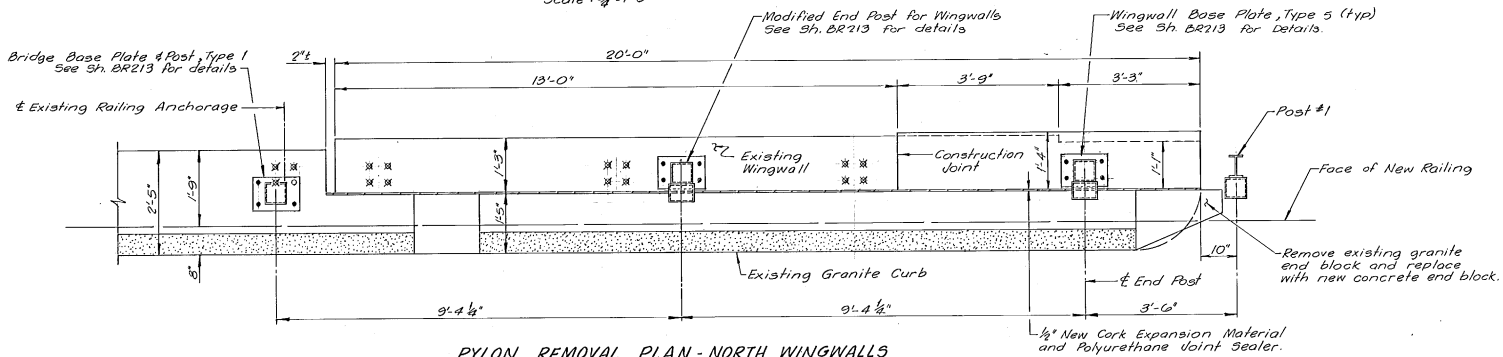 Scale 1¼"=1'-0"
Modified End Post for Wingwalls
See Sh. BR213 for details
Wingwall Base Plate, Type 5 (typ)
See Sh. BR213 for Details.
Bridge Base Plate & Post, Type 1
See Sh. BR213 for details
2"±
20'-0"
13'-0"
3'-9"
3'-3"
℄ Existing Railing Anchorage
Post #1
2'-5"
1'-9"
1'-3"
Existing
Wingwall
Construction
Joint
1'-4"
1'-1"
Face of New Railing
1'-5"
8"
Existing Granite Curb
10"
Remove existing granite
end block and replace
with new concrete end block.
℄ End Post
9'-4¼"
9'-4¼"
3'-6"
½" New Cork Expansion Material
and Polyurethane Joint Sealer.
PYLON REMOVAL PLAN - NORTH WINGWALLS